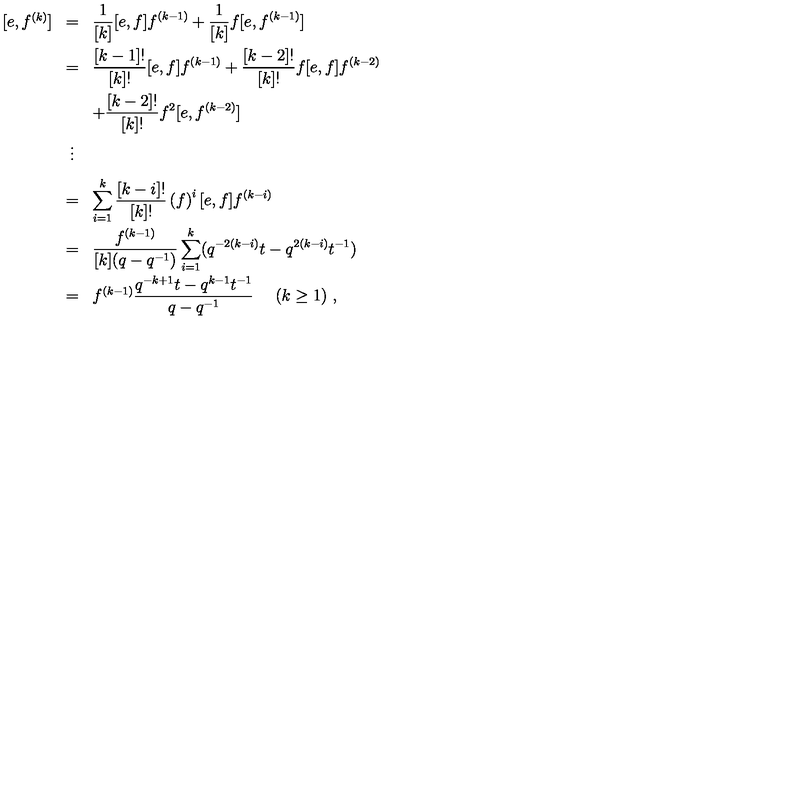 [e, f^{(k)}] = \frac{1}{[k]}[e, f]f^{(k-1)} + \frac{1}{[k]}f[e, f^{(k-1)}]
= \frac{[k-1]!}{[k]!}[e, f]f^{(k-1)} + \frac{[k-2]!}{[k]!}f[e, f]f^{(k-2)}
+\frac{[k-2]!}{[k]!}f^2[e, f^{(k-2)}]
\vdots
= \sum_{i=1}^{k} \frac{[k-i]!}{[k]!} (f)^i [e, f]f^{(k-i)}
= \frac{f^{(k-1)}}{[k](q-q^{-1})} \sum_{i=1}^{k} (q^{-2(k-i)}t - q^{2(k-i)}t^{-1})
= f^{(k-1)} \frac{q^{-k+1}t - q^{k-1}t^{-1}}{q-q^{-1}} (k \geq 1) ,